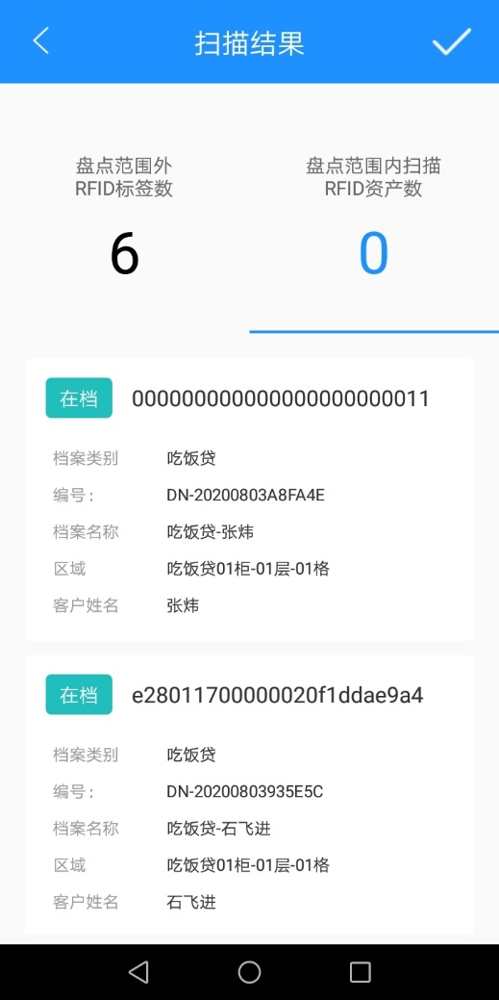 扫描结果
盘点范围外
RFID标签数
6
盘点范围内扫描
RFID资产数
0
在档 000000000000000000000011
档案类别 吃饭贷
编号: DN-20200803A8FA4E
档案名称 吃饭贷-张炜
区域 吃饭贷01柜-01层-01格
客户姓名 张炜
在档 e28011700000020f1ddae9a4
档案类别 吃饭贷
编号: DN-20200803935E5C
档案名称 吃饭贷-石飞进
区域 吃饭贷01柜-01层-01格
客户姓名 石飞进